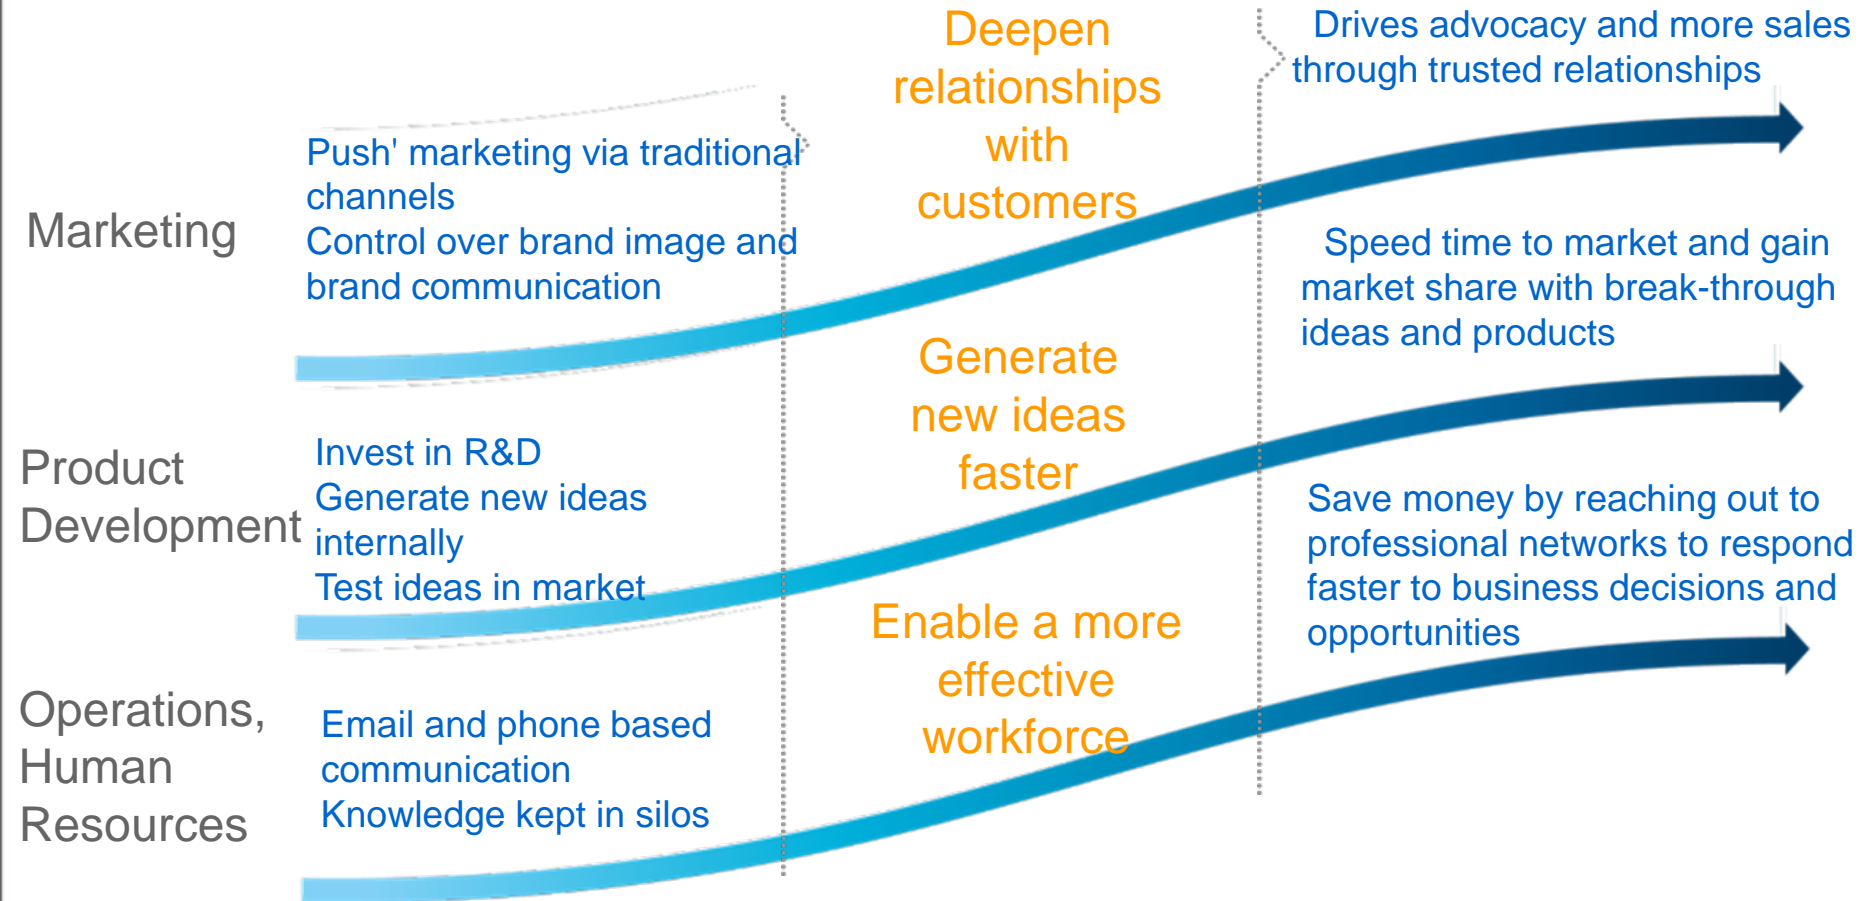 Marketing
Push' marketing via traditional
channels
Control over brand image and
brand communication
Deepen
relationships
with
customers
Drives advocacy and more sales
through trusted relationships
Product
Development
Invest in R&D
Generate new ideas
internally
Test ideas in market
Generate
new ideas
faster
Speed time to market and gain
market share with break-through
ideas and products
Operations,
Human
Resources
Email and phone based
communication
Knowledge kept in silos
Enable a more
effective
workforce
Save money by reaching out to
professional networks to respond
faster to business decisions and
opportunities